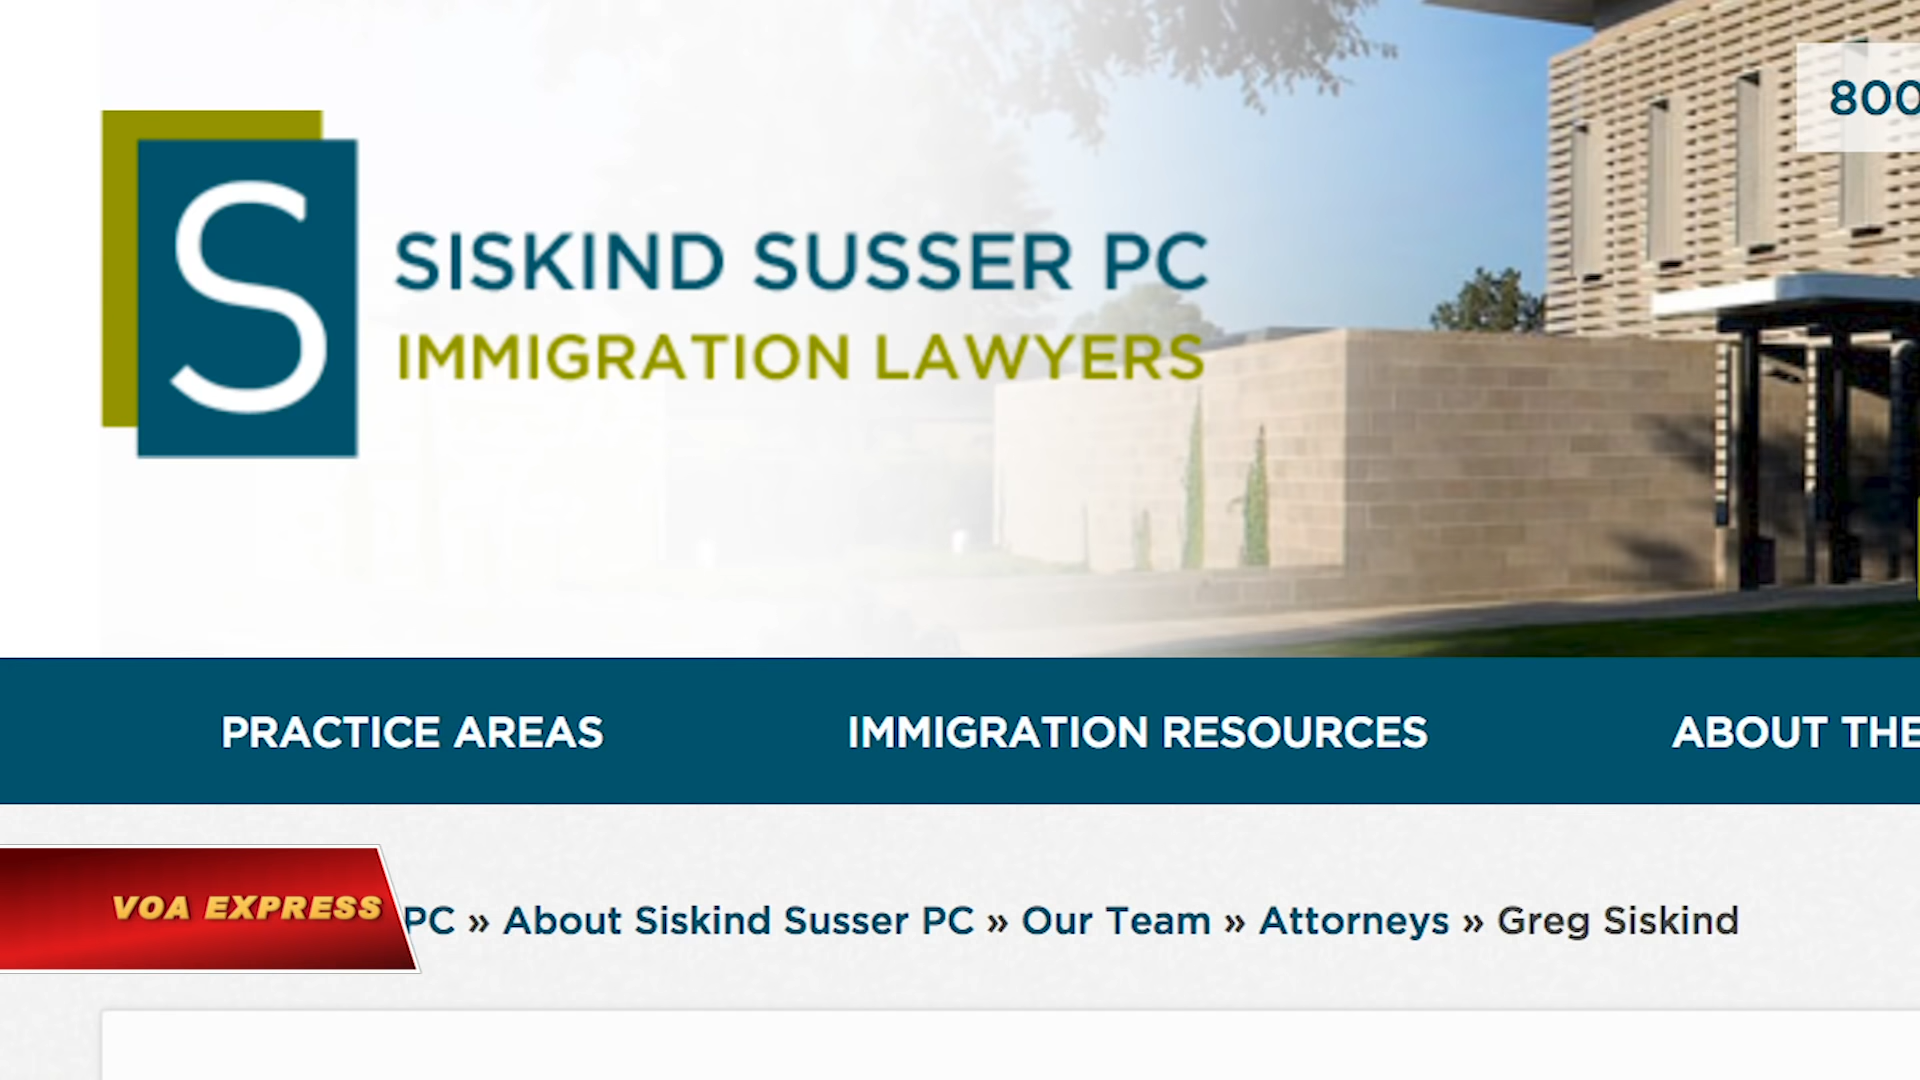 800
S
SISKIND SUSSER PC
IMMIGRATION LAWYERS
PRACTICE AREAS IMMIGRATION RESOURCES ABOUT THE
VOA EXPRESS
PC » About Siskind Susser PC » Our Team » Attorneys » Greg Siskind